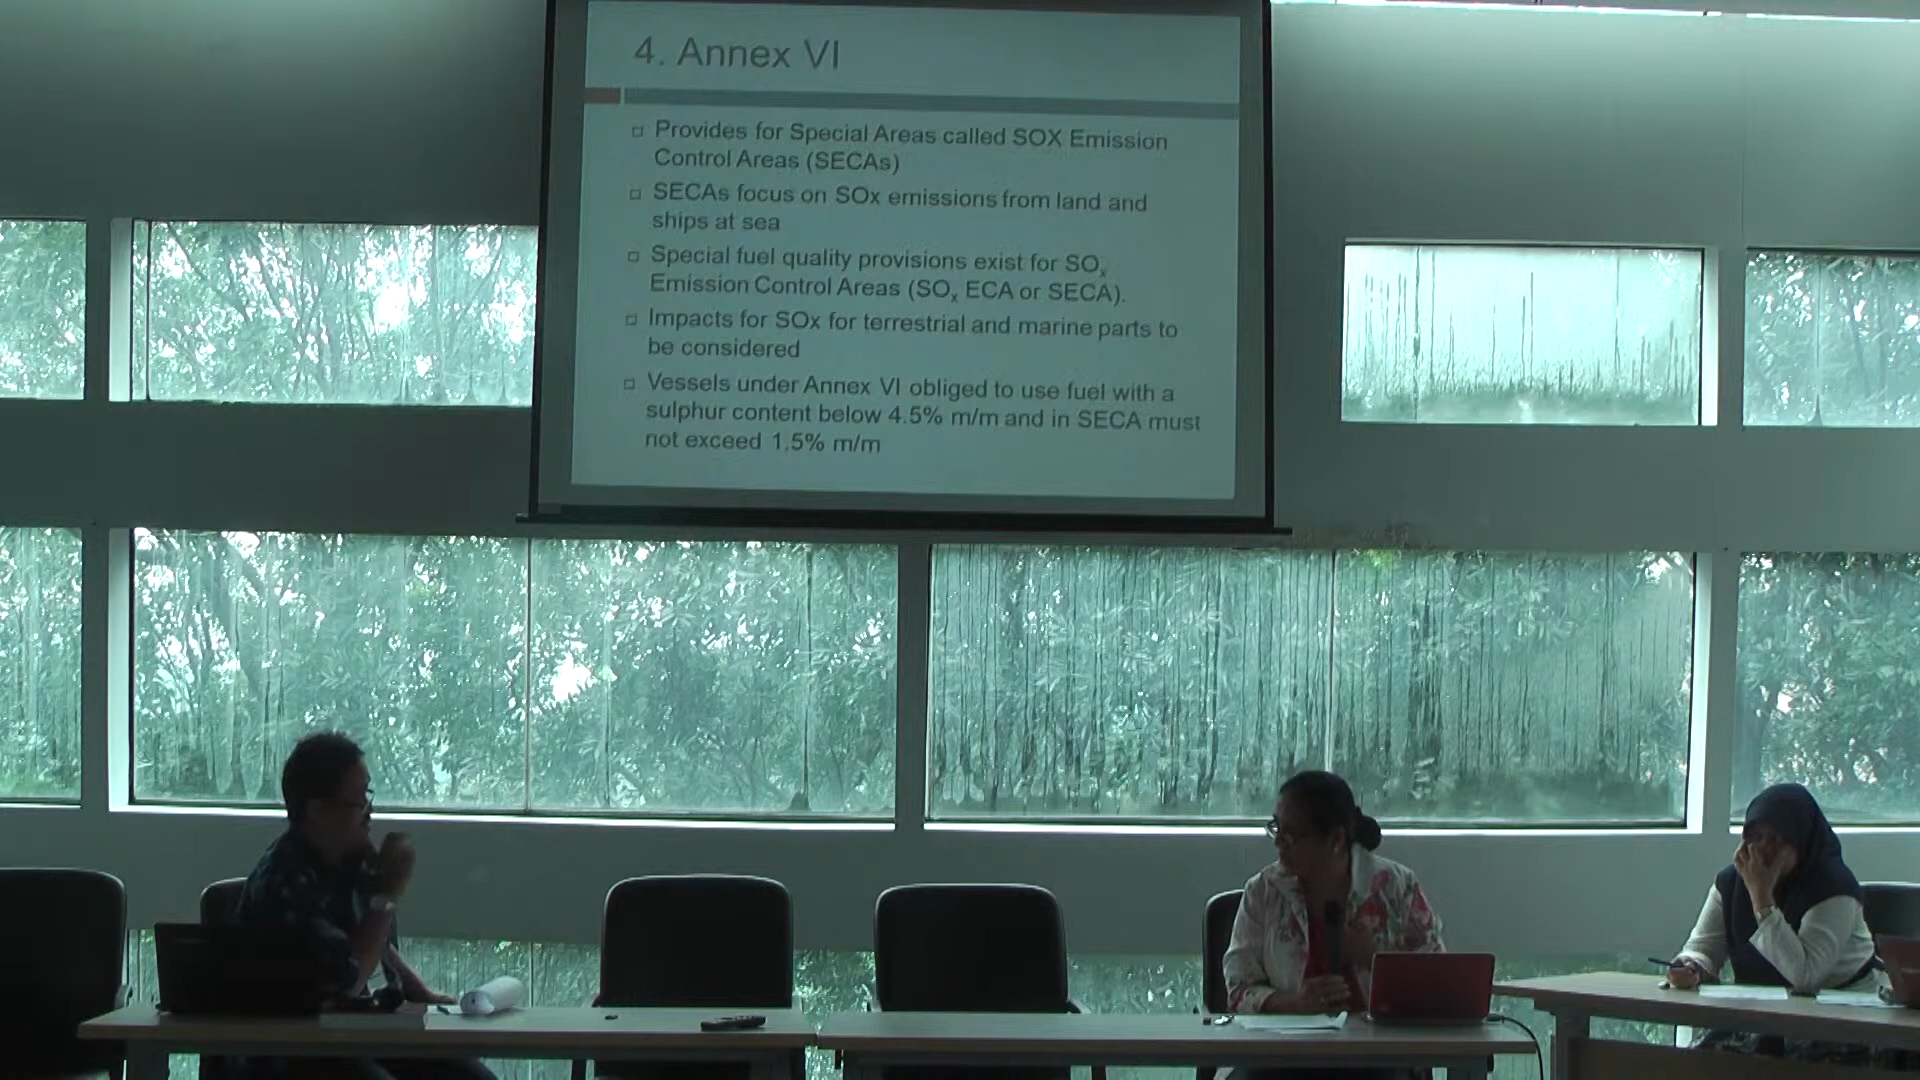 4. Annex VI
Provides for Special Areas called SOX Emission
Control Areas (SECAs)
SECAs focus on SOx emissions from land and
ships at sea
Special fuel quality provisions exist for SOx
Emission Control Areas (SOx ECA or SECA).
Impacts for SOx for terrestrial and marine parts to
be considered
Vessels under Annex VI obliged to use fuel with a
sulphur content below 4.5% m/m and in SECA must
not exceed 1.5% m/m